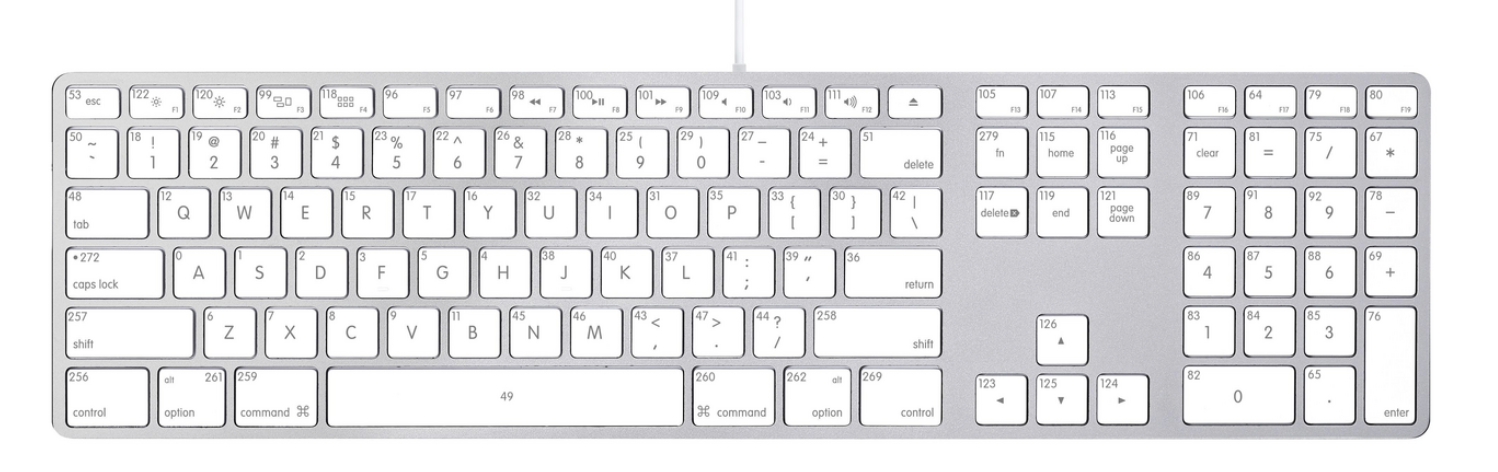 53 esc 122 F1 120 F2 99 F3 118 F4 96 F5 97 F6 98 F7 100 F8 101 F9 109 F10 103 F11 111 F12 105 F13 107 F14 113 F15 106 F16 64 F17 79 F18 80 F19
50 ~ ` 18 ! 1 19 @ 2 20 # 3 21 $ 4 23 % 5 22 ^ 6 26 & 7 28 * 8 25 ( 9 29 ) 0 27 – - 24 + = 51 delete 279 fn 115 home 116 page up 71 clear 81 = 75 / 67 *
48 tab 12 Q 13 W 14 E 15 R 17 T 16 Y 32 U 34 I 31 O 35 P 33 { [ 30 } ] 42 | \ 117 delete 119 end 121 page down 89 7 91 8 92 9 78 –
272 caps lock 0 A 1 S 2 D 3 F 5 G 4 H 38 J 40 K 37 L 41 : ; 39 " ' 36 return 86 4 87 5 88 6 69 +
257 shift 6 Z 7 X 8 C 9 V 11 B 45 N 46 M 43 < , 47 > . 44 ? / 258 shift 126 ▲ 83 1 84 2 85 3 76 enter
256 control alt 261 option 259 command ⌘ 49 260 ⌘ command 262 alt option 269 control 123 ◄ 125 ▼ 124 ► 82 0 65 .